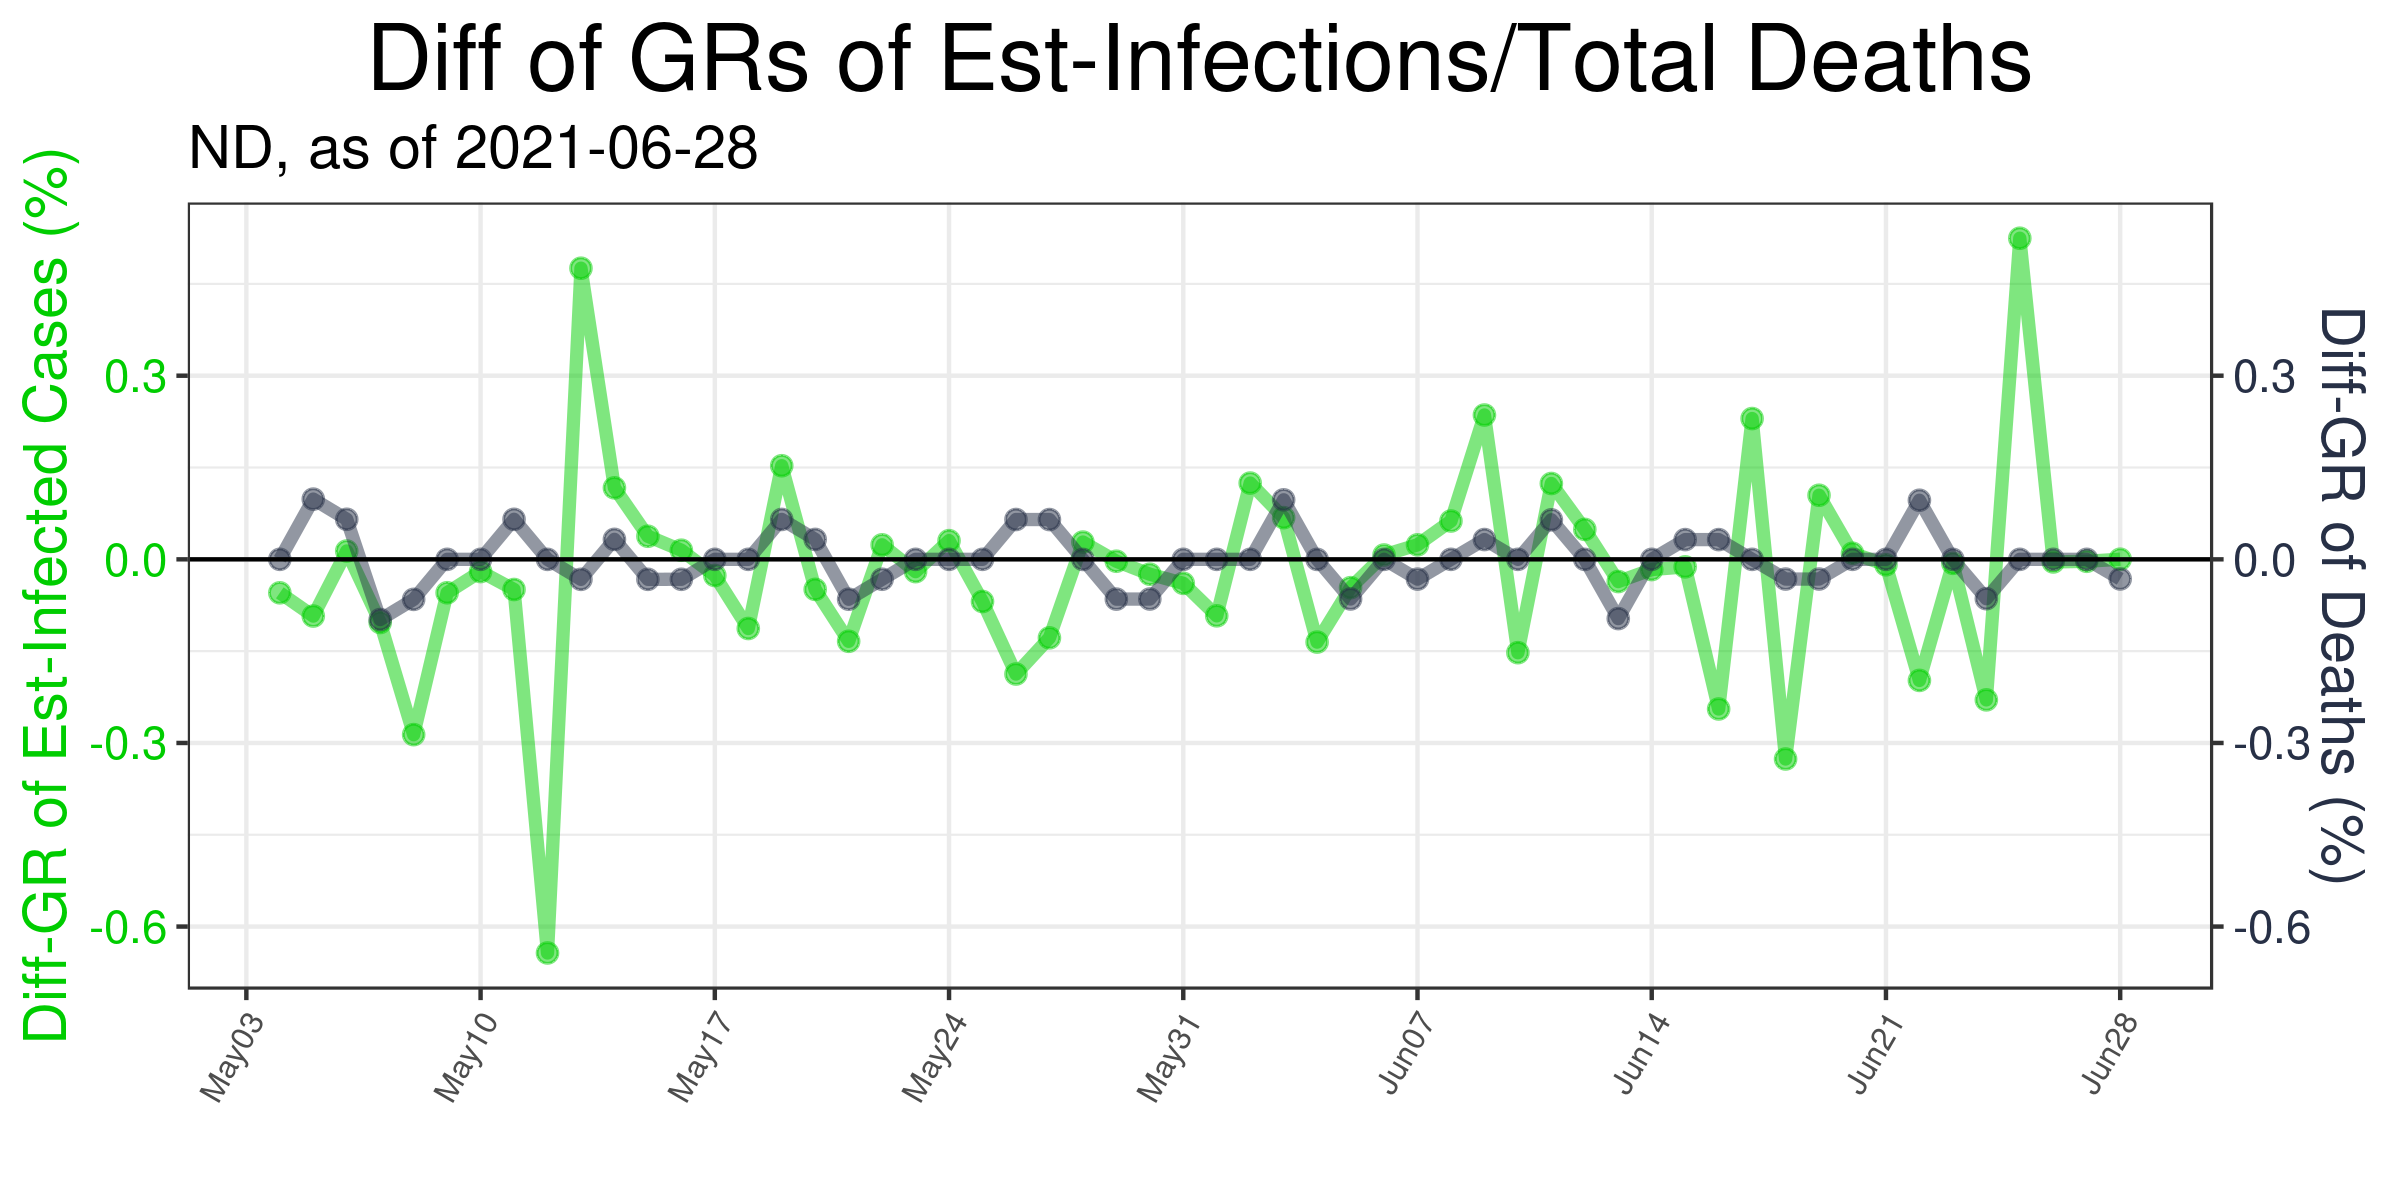 Diff of GRs of Est-Infections/Total Deaths
ND, as of 2021-06-28
Diff-GR of Est-Infected Cases (%)
0.3
0.0
-0.3
-0.6
0.3
0.0
-0.3
-0.6
Diff-GR of Deaths (%)
May03
May10
May17
May24
May31
Jun07
Jun14
Jun21
Jun28